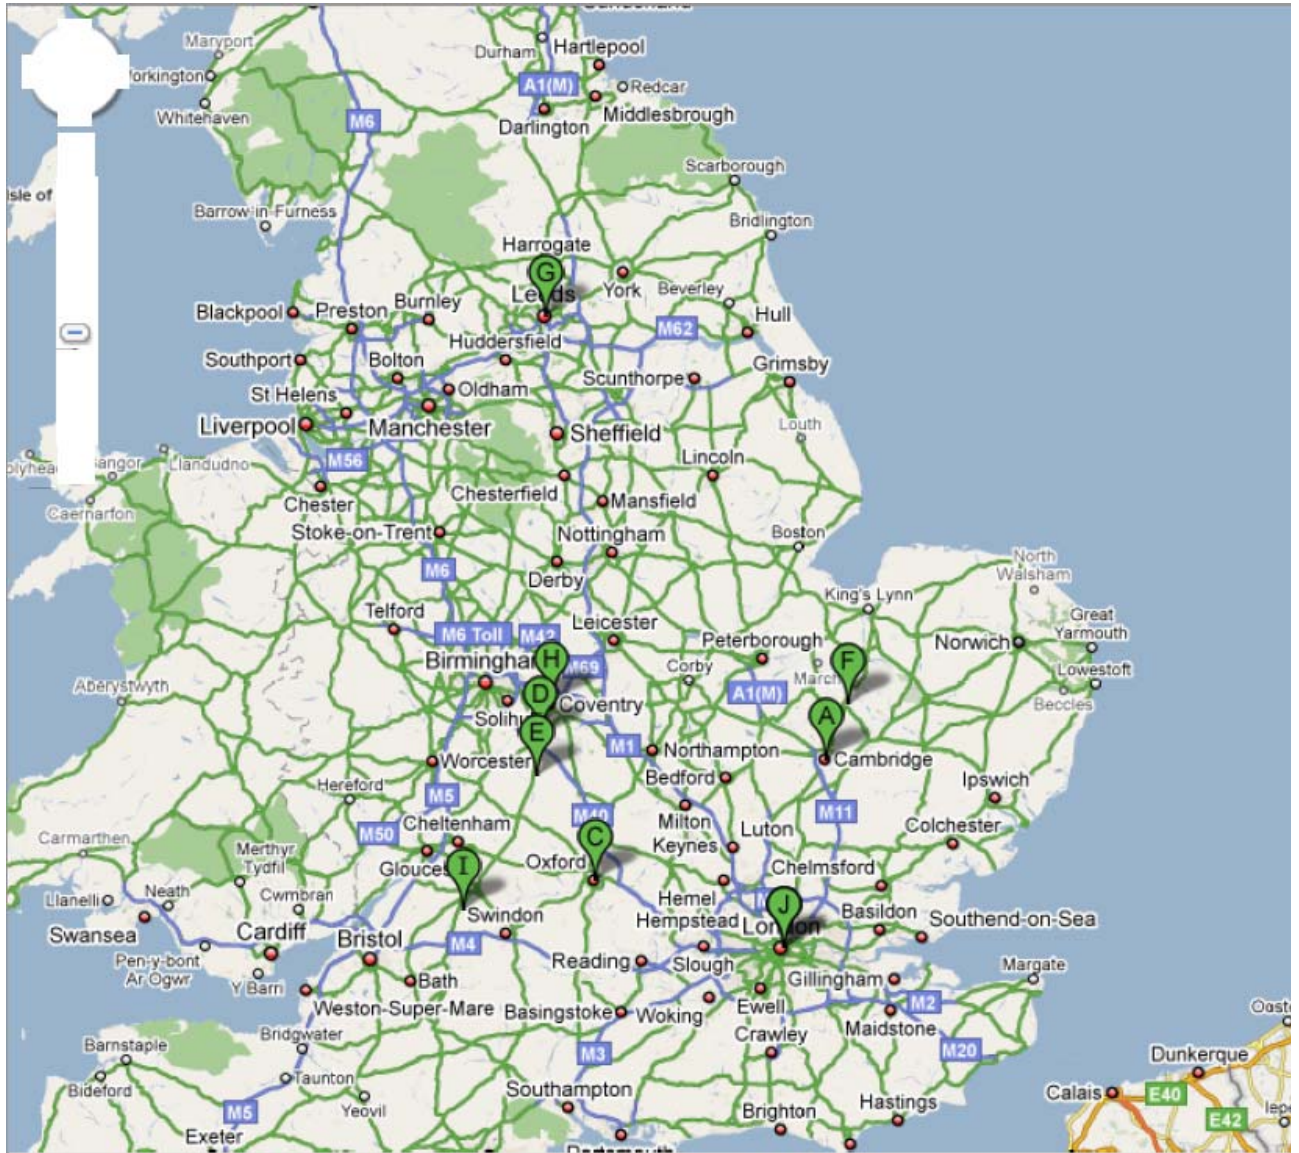 Maryport
Durham
Hartlepool
A1(M)
Redcar
Whitehaven
M6
Darlington
Middlesbrough
Scarborough
Isle of
Barrow-in-Furness
Bridlington
Harrogate
G
York
Beverley
Blackpool
Preston
Burnley
Hull
M62
Huddersfield
Southport
Bolton
Scunthorpe
Grimsby
St Helens
Oldham
Liverpool
Manchester
Sheffield
Louth
M56
Llandudno
Lincoln
Chester
Chesterfield
Mansfield
Caernarfon
Stoke-on-Trent
Nottingham
Boston
M6
Derby
North
Walsham
King's Lynn
Telford
Great
Yarmouth
M6 Toll
M42
Leicester
Peterborough
Norwich
H
M69
Corby
March
F
Lowestoft
Aberystwyth
A1(M)
Beccles
D
Coventry
A
E
M1
Northampton
Worcester
Cambridge
Bedford
Ipswich
Hereford
M5
M40
M11
Carmarthen
M50
Cheltenham
Milton
Keynes
Luton
Colchester
Merthyr
Tydfil
C
Oxford
Chelmsford
I
Neath
Llanelli
Cwmbran
Hemel
Hempstead
J
Swansea
Cardiff
Bristol
Swindon
Basildon
Southend-on-Sea
M4
Pen-y-bont
Ar Ogwr
Reading
Slough
Gillingham
Margate
Y Barri
Bath
Ewell
M2
Weston-Super-Mare
Basingstoke
Woking
Maidstone
Bridgwater
Crawley
M20
Barnstaple
M3
Dunkerque
Bideford
Taunton
Southampton
Calais
E40
Yeovil
M5
Brighton
Hastings
E42
Exeter